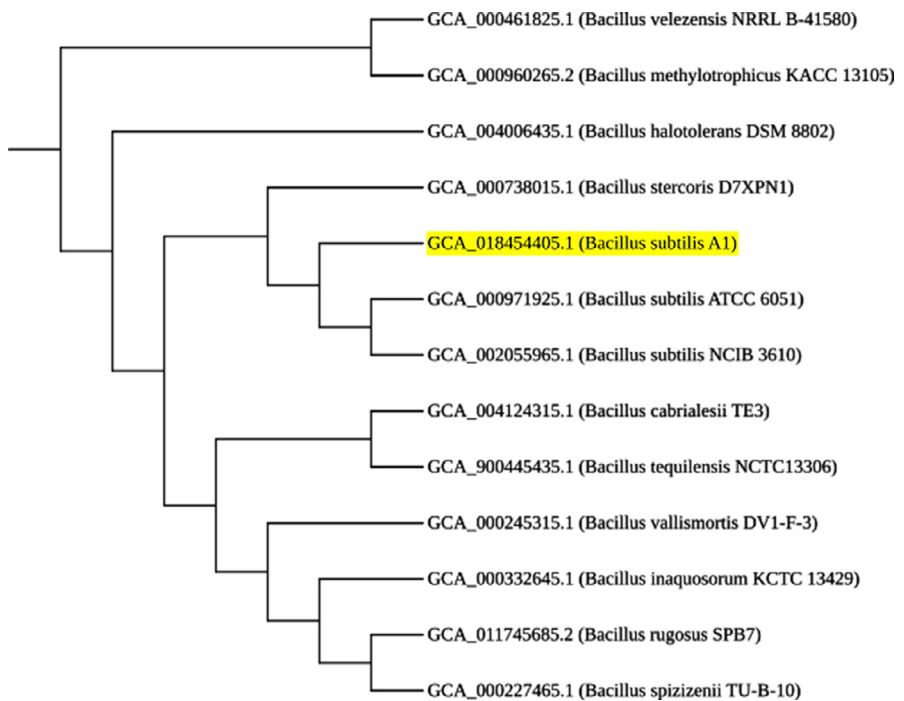 GCA_000461825.1 (Bacillus velezensis NRRL B-41580)
GCA_000960265.2 (Bacillus methylotrophicus KACC 13105)
GCA_004006435.1 (Bacillus halotolerans DSM 8802)
GCA_000738015.1 (Bacillus stercoris D7XPN1)
GCA_018454405.1 (Bacillus subtilis A1)
GCA_000971925.1 (Bacillus subtilis ATCC 6051)
GCA_002055965.1 (Bacillus subtilis NCIB 3610)
GCA_004124315.1 (Bacillus cabrialesii TE3)
GCA_900445435.1 (Bacillus tequilensis NCTC13306)
GCA_000245315.1 (Bacillus vallismortis DV1-F-3)
GCA_000332645.1 (Bacillus inaquosorum KCTC 13429)
GCA_011745685.2 (Bacillus rugosus SPB7)
GCA_000227465.1 (Bacillus spizizenii TU-B-10)